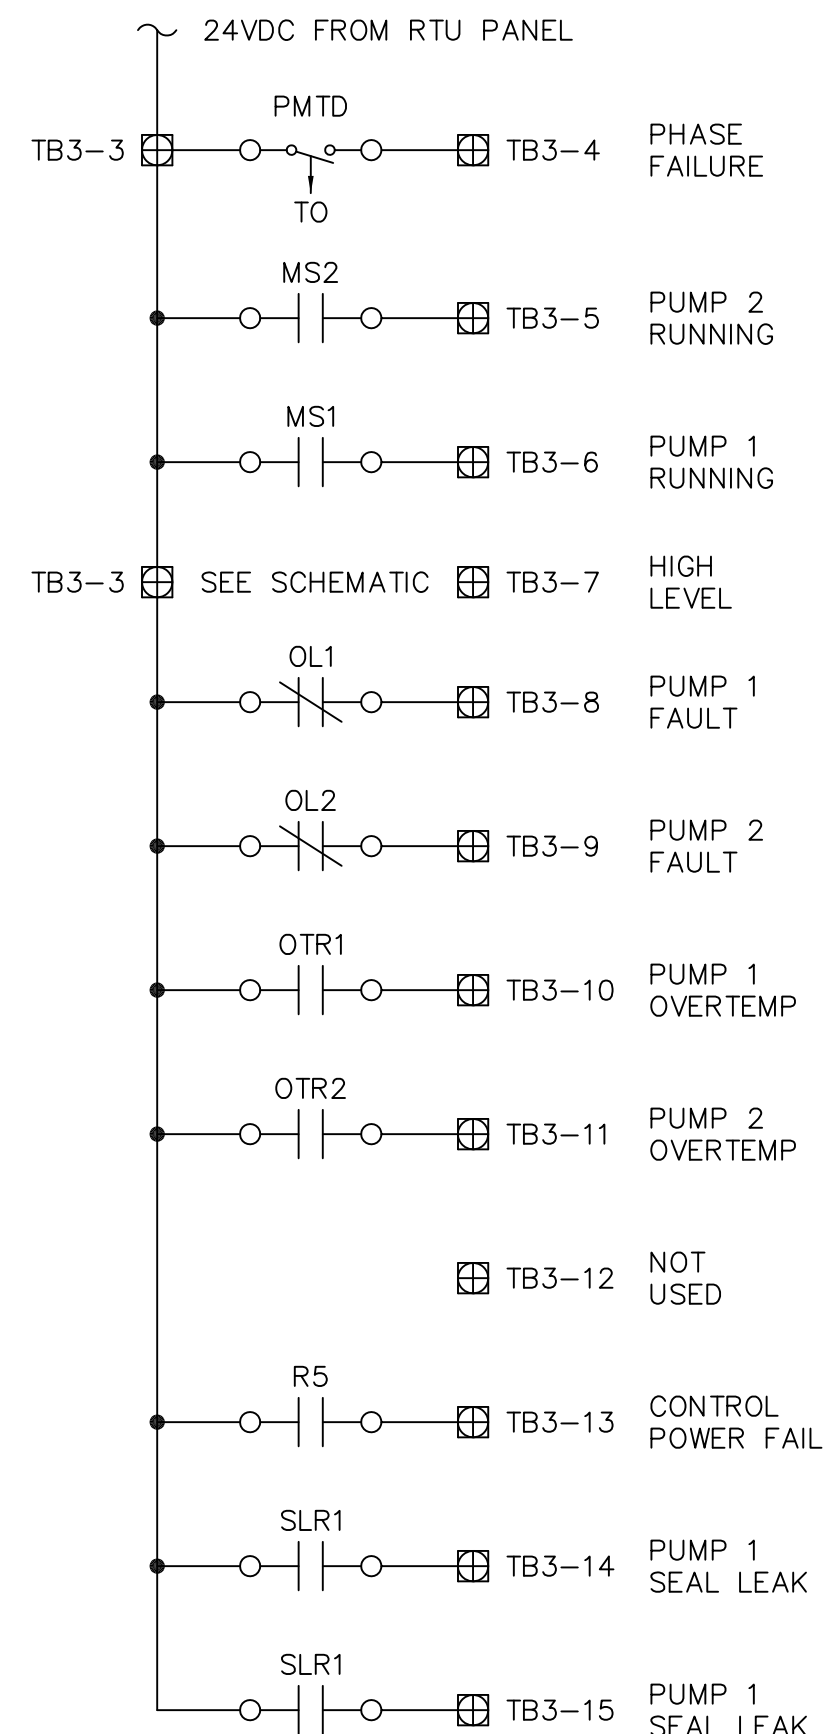 24VDC FROM RTU PANEL
PMTD
TB3-3
TB3-4
PHASE
FAILURE
TO
MS2
TB3-5
PUMP 2
RUNNING
MS1
TB3-6
PUMP 1
RUNNING
TB3-3
SEE SCHEMATIC
TB3-7
HIGH
LEVEL
OL1
TB3-8
PUMP 1
FAULT
OL2
TB3-9
PUMP 2
FAULT
OTR1
TB3-10
PUMP 1
OVERTEMP
OTR2
TB3-11
PUMP 2
OVERTEMP
TB3-12
NOT
USED
R5
TB3-13
CONTROL
POWER FAIL
SLR1
TB3-14
PUMP 1
SEAL LEAK
SLR1
TB3-15
PUMP 1
SEAL LEAK